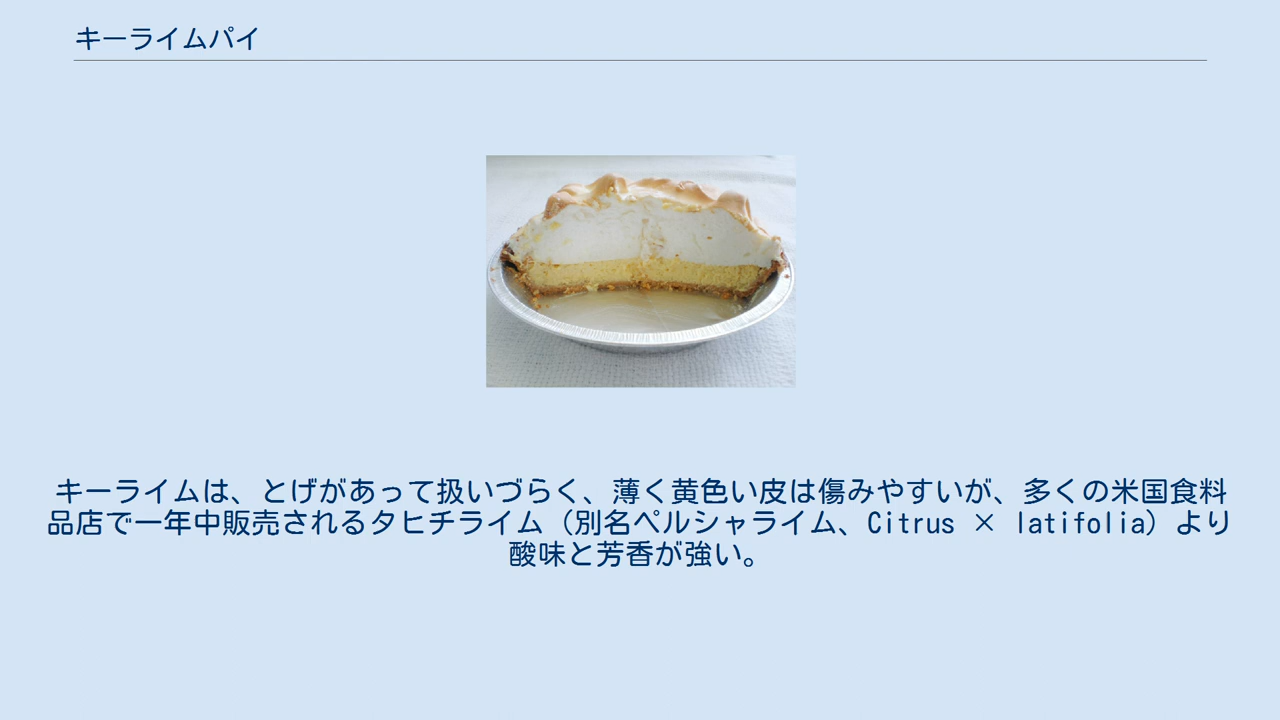 キーライムパイ
キーライムは、とげがあって扱いづらく、薄く黄色い皮は傷みやすいが、多くの米国食料
品店で一年中販売されるタヒチライム（別名ペルシャライム、Citrus × latifolia）より
酸味と芳香が強い。